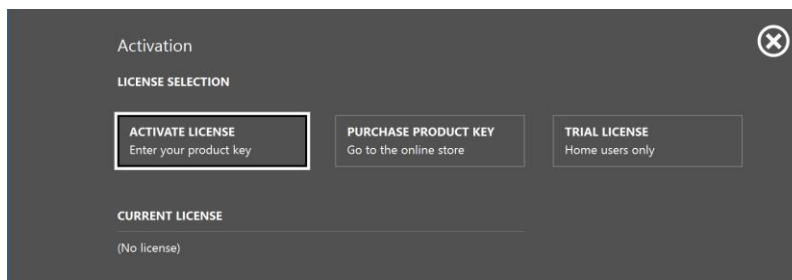 Activation
LICENSE SELECTION
ACTIVATE LICENSE
Enter your product key
PURCHASE PRODUCT KEY
Go to the online store
TRIAL LICENSE
Home users only
CURRENT LICENSE
(No license)